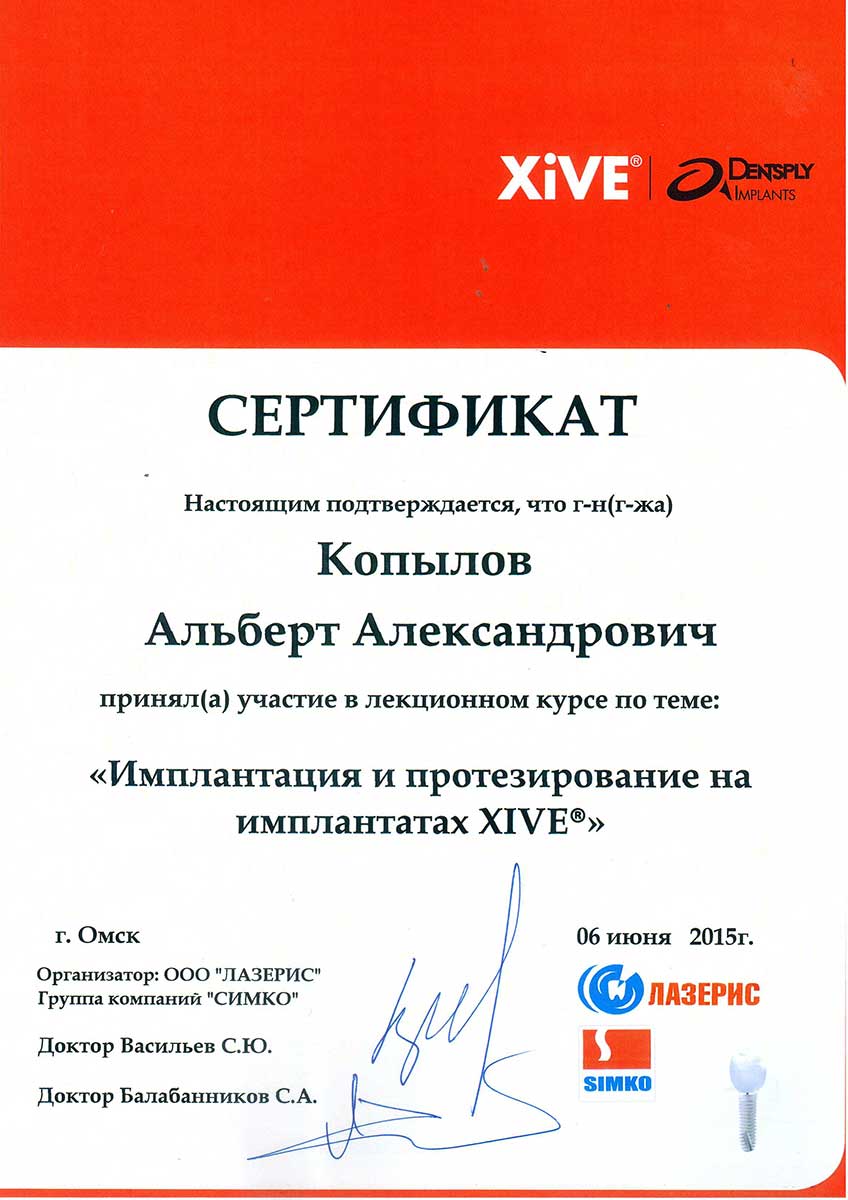 XiVE® DENTSPLY
IMPLANTS
СЕРТИФИКАТ
Настоящим подтверждается, что г-н(г-жа)
Копылов
Альберт Александрович
принял(а) участие в лекционном курсе по теме:
«Имплантация и протезирование на
имплантатах XIVE®»
г. Омск
06 июня 2015г.
Организатор: ООО "ЛАЗЕРИС"
Группа компаний "СИМКО"
Доктор Васильев С.Ю.
Доктор Балабанников С.А.
ЛАЗЕРИС
SIMKO